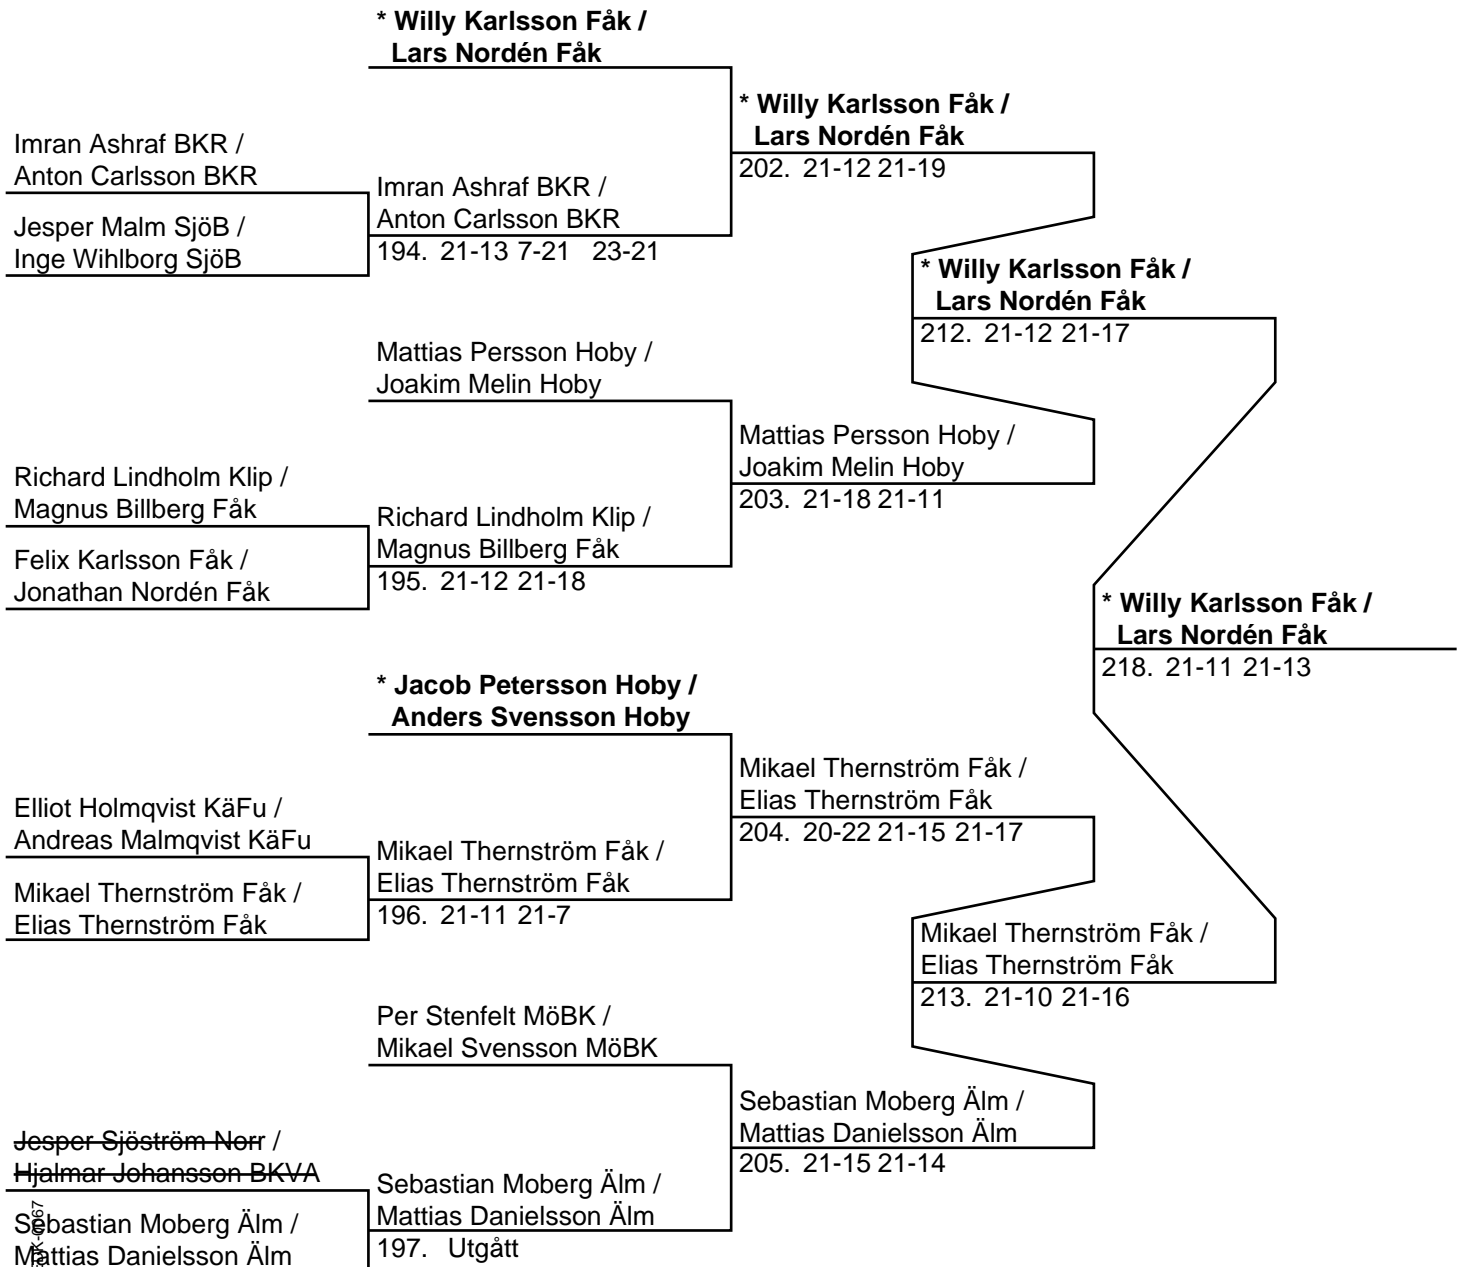 * Willy Karlsson Fåk /
Lars Nordén Fåk
* Willy Karlsson Fåk /
Lars Nordén Fåk
202. 21-12 21-19
Imran Ashraf BKR /
Anton Carlsson BKR
Jesper Malm SjöB /
Inge Wihlborg SjöB
Imran Ashraf BKR /
Anton Carlsson BKR
194. 21-13 7-21 23-21
* Willy Karlsson Fåk /
Lars Nordén Fåk
212. 21-12 21-17
Mattias Persson Hoby /
Joakim Melin Hoby
Mattias Persson Hoby /
Joakim Melin Hoby
203. 21-18 21-11
Richard Lindholm Klip /
Magnus Billberg Fåk
Felix Karlsson Fåk /
Jonathan Nordén Fåk
Richard Lindholm Klip /
Magnus Billberg Fåk
195. 21-12 21-18
* Willy Karlsson Fåk /
Lars Nordén Fåk
218. 21-11 21-13
* Jacob Petersson Hoby /
Anders Svensson Hoby
Mikael Thernström Fåk /
Elias Thernström Fåk
204. 20-22 21-15 21-17
Elliot Holmqvist KäFu /
Andreas Malmqvist KäFu
Mikael Thernström Fåk /
Elias Thernström Fåk
Mikael Thernström Fåk /
Elias Thernström Fåk
196. 21-11 21-7
Mikael Thernström Fåk /
Elias Thernström Fåk
213. 21-10 21-16
Per Stenfelt MöBK /
Mikael Svensson MöBK
Sebastian Moberg Älm /
Mattias Danielsson Älm
205. 21-15 21-14
Jesper Sjöström Norr /
Hjalmar Johansson BKVA
Sebastian Moberg Älm /
Mattias Danielsson Älm
Sebastian Moberg Älm /
Mattias Danielsson Älm
197. Utgått